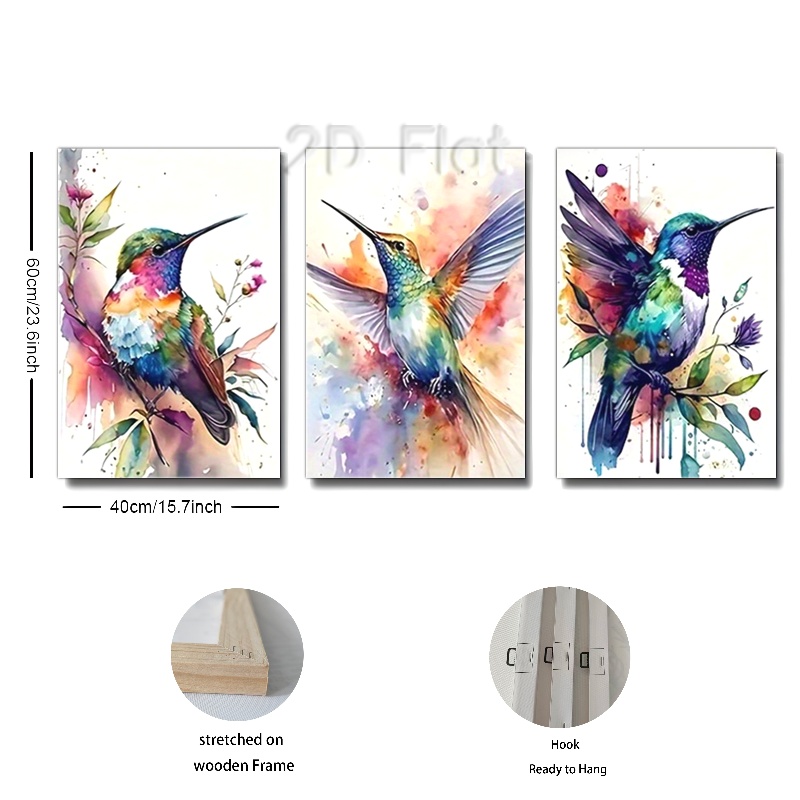 2D Flat
60cm/23.6inch
40cm/15.7inch
stretched on
wooden Frame
Hook
Ready to Hang